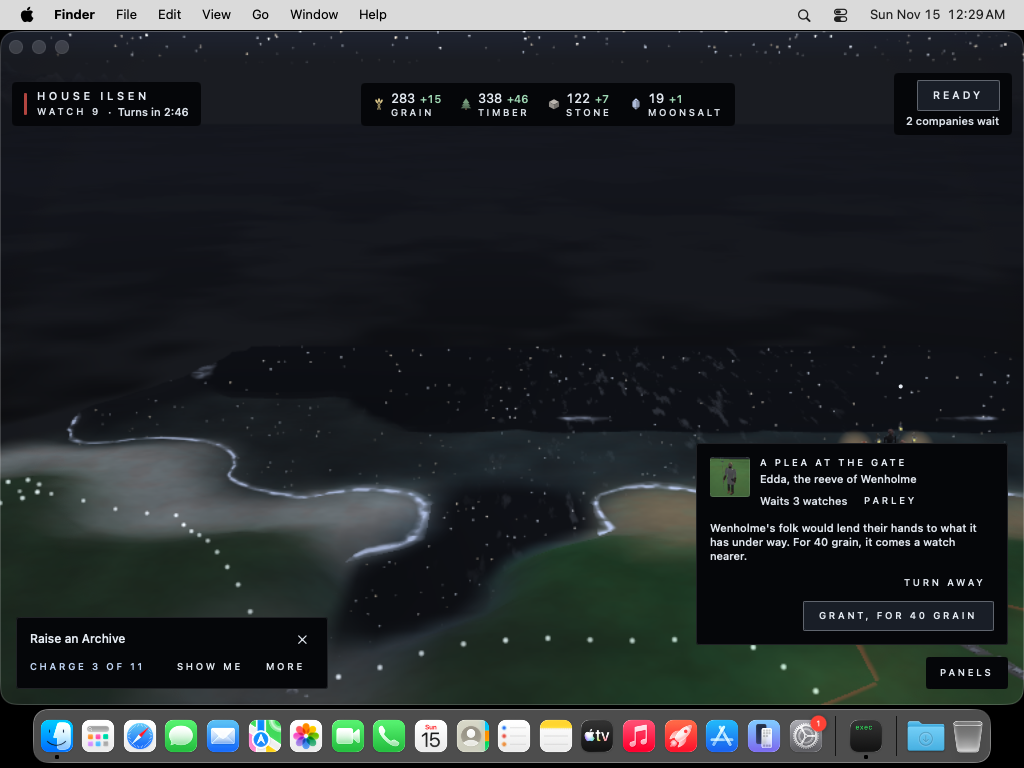 Finder File Edit View Go Window Help Sun Nov 15 12:29 AM
HOUSE ILSEN
WATCH 9 · Turns in 2:46
283 +15 338 +46 122 +7 19 +1
GRAIN TIMBER STONE MOONSALT
READY
2 companies wait
A PLEA AT THE GATE
Edda, the reeve of Wenholme
Waits 3 watches PARLEY
Wenholme's folk would lend their hands to what it
has under way. For 40 grain, it comes a watch
nearer.
TURN AWAY
GRANT, FOR 40 GRAIN
Raise an Archive
CHARGE 3 OF 11 SHOW ME MORE
PANELS
Sun
15
tv
1
exec